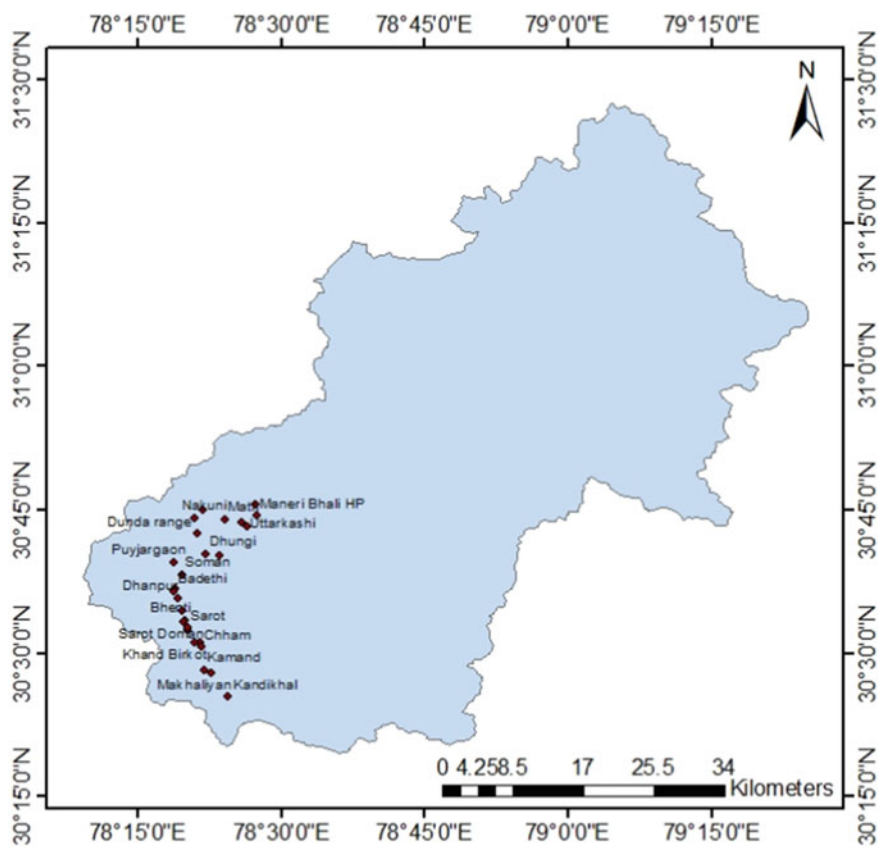 78°15'0"E 78°30'0"E 78°45'0"E 79°0'0"E 79°15'0"E
N
31°30'0"N 31°30'0"N
31°15'0"N 31°15'0"N
31°0'0"N 31°0'0"N
30°45'0"N 30°45'0"N
30°30'0"N 30°30'0"N
30°15'0"N 30°15'0"N
Nakuni Matli Maneri Bhali HP
Dunda range Uttarkashi
Dhungi
Puyjargaon
Soman
Badethi
Dhanpur
Bhenti
Sarot
Sarot Doman Chham
Khand Birkot Kamand
Makhaliyan Kandikhal
0 4.25 8.5 17 25.5 34
Kilometers
78°15'0"E 78°30'0"E 78°45'0"E 79°0'0"E 79°15'0"E